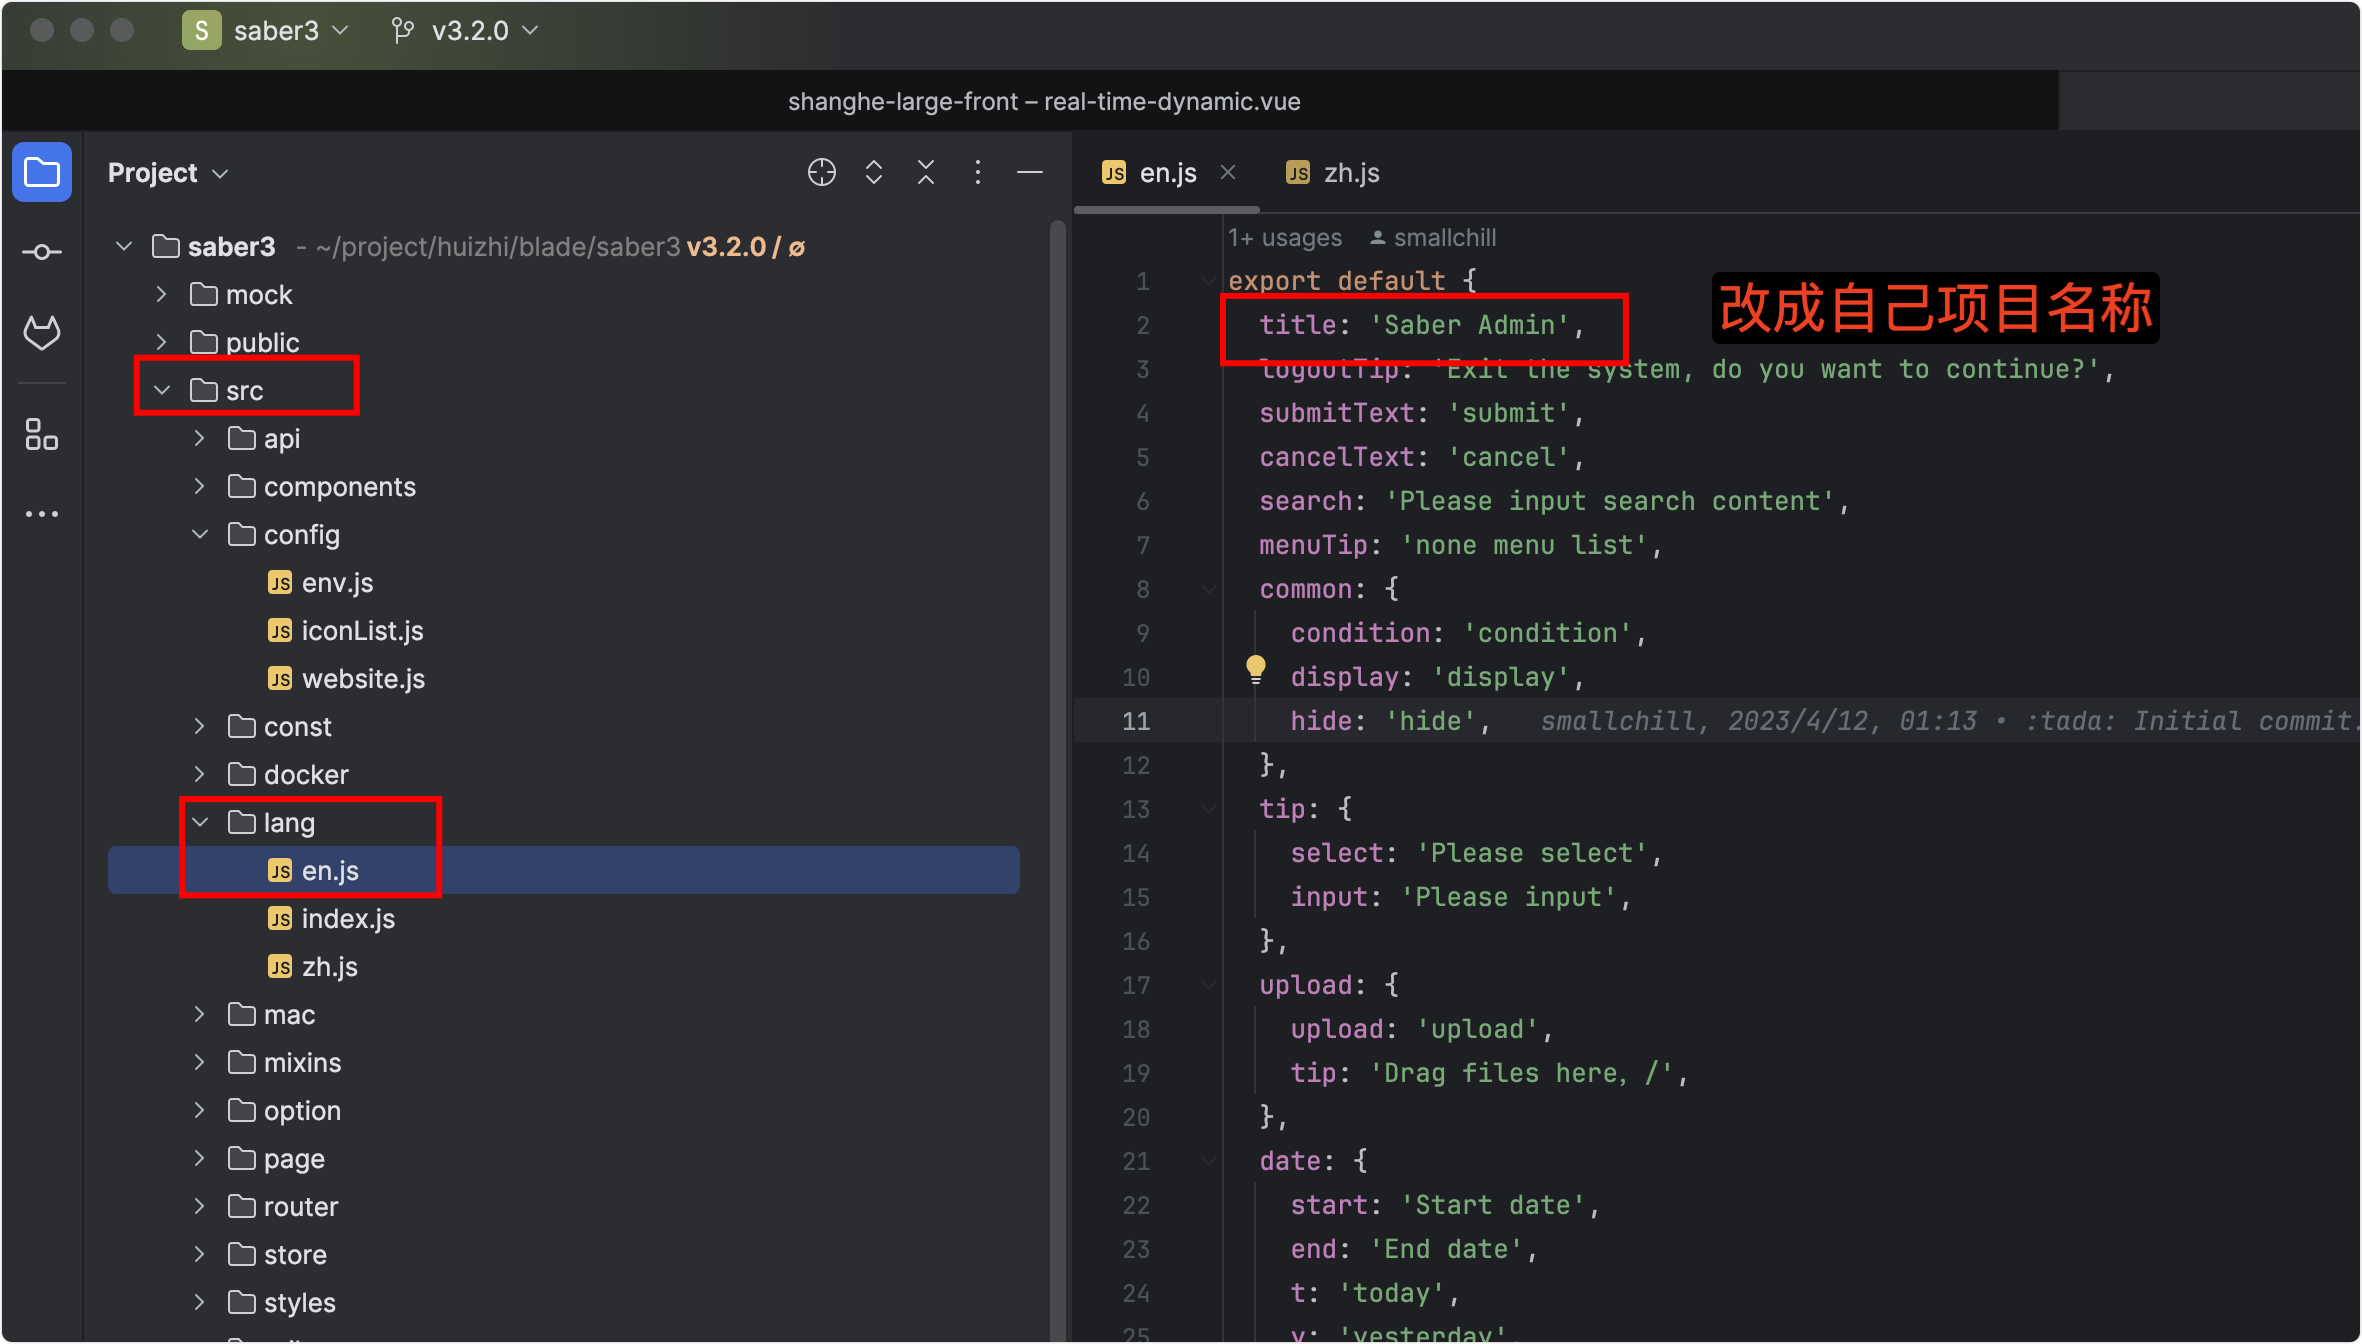 S saber3 v3.2.0
shanghe-large-front – real-time-dynamic.vue
Project
saber3 - ~/project/huizhi/blade/saber3 v3.2.0 / ø
mock
public
src
api
components
config
JS env.js
JS iconList.js
JS website.js
const
docker
lang
JS en.js
JS index.js
JS zh.js
mac
mixins
option
page
router
store
styles
JS en.js
JS zh.js
1+ usages smallchill
1 export default {
2 title: 'Saber Admin',
改成自己项目名称
3 logoutTip: 'Exit the system, do you want to continue?',
4 submitText: 'submit',
5 cancelText: 'cancel',
6 search: 'Please input search content',
7 menuTip: 'none menu list',
8 common: {
9 condition: 'condition',
10 display: 'display',
11 hide: 'hide', smallchill, 2023/4/12, 01:13 • :tada: Initial commit.
12 },
13 tip: {
14 select: 'Please select',
15 input: 'Please input',
16 },
17 upload: {
18 upload: 'upload',
19 tip: 'Drag files here, /',
20 },
21 date: {
22 start: 'Start date',
23 end: 'End date',
24 t: 'today',
25 y: 'yesterday',